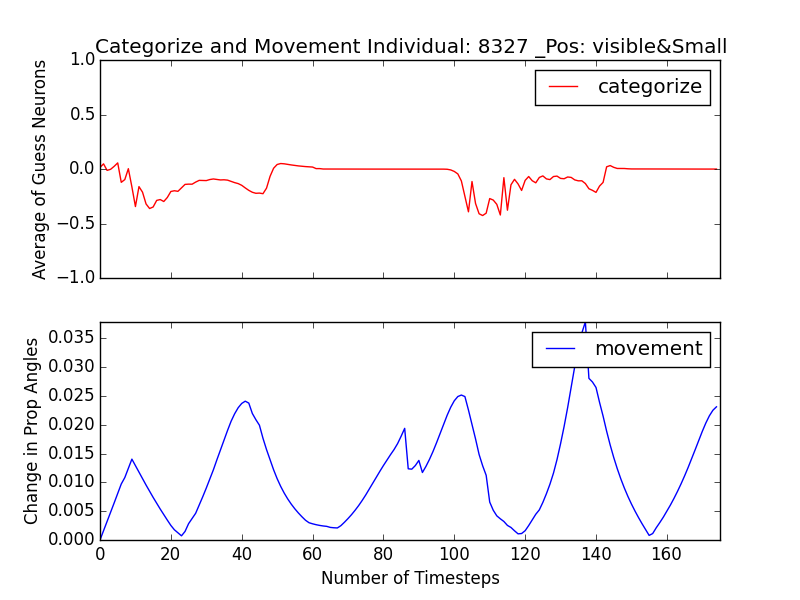 Categorize and Movement Individual: 8327 _Pos: visible&Small
1.0
0.5
0.0
−0.5
−1.0
Average of Guess Neurons
categorize
0.035
0.030
0.025
0.020
0.015
0.010
0.005
0.000
Change in Prop Angles
movement
0 20 40 60 80 100 120 140 160
Number of Timesteps